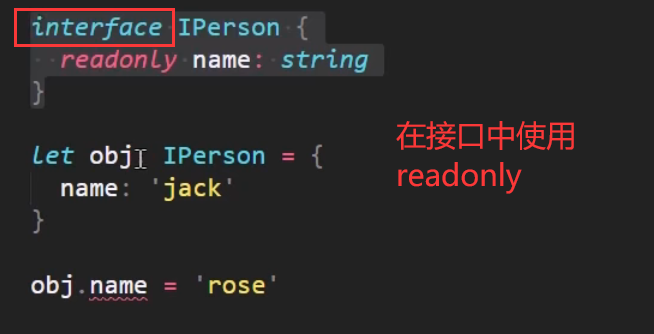 interface IPerson {
readonly name: string
}
let obj: IPerson = {
name: 'jack'
}
obj.name = 'rose'
在接口中使用
readonly